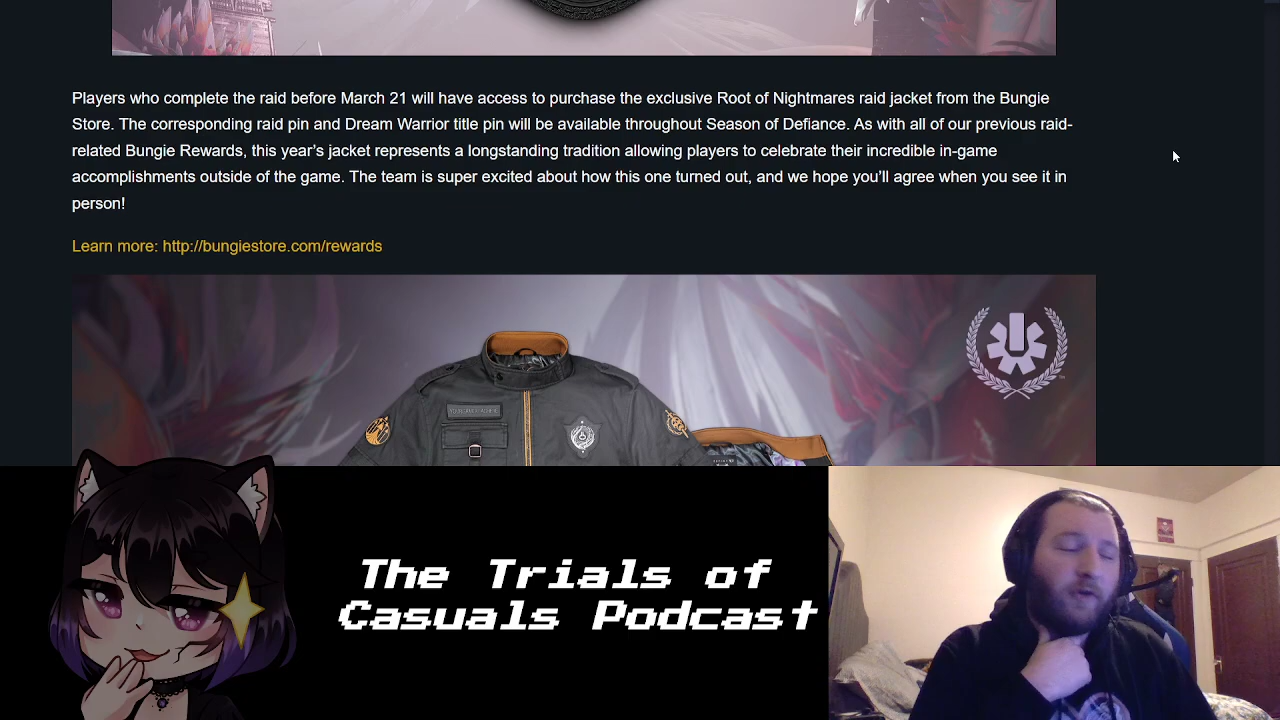 Players who complete the raid before March 21 will have access to purchase the exclusive Root of Nightmares raid jacket from the Bungie
Store. The corresponding raid pin and Dream Warrior title pin will be available throughout Season of Defiance. As with all of our previous raid-
related Bungie Rewards, this year’s jacket represents a longstanding tradition allowing players to celebrate their incredible in-game
accomplishments outside of the game. The team is super excited about how this one turned out, and we hope you’ll agree when you see it in
person!
Learn more: http://bungiestore.com/rewards
The Trials of
Casuals Podcast